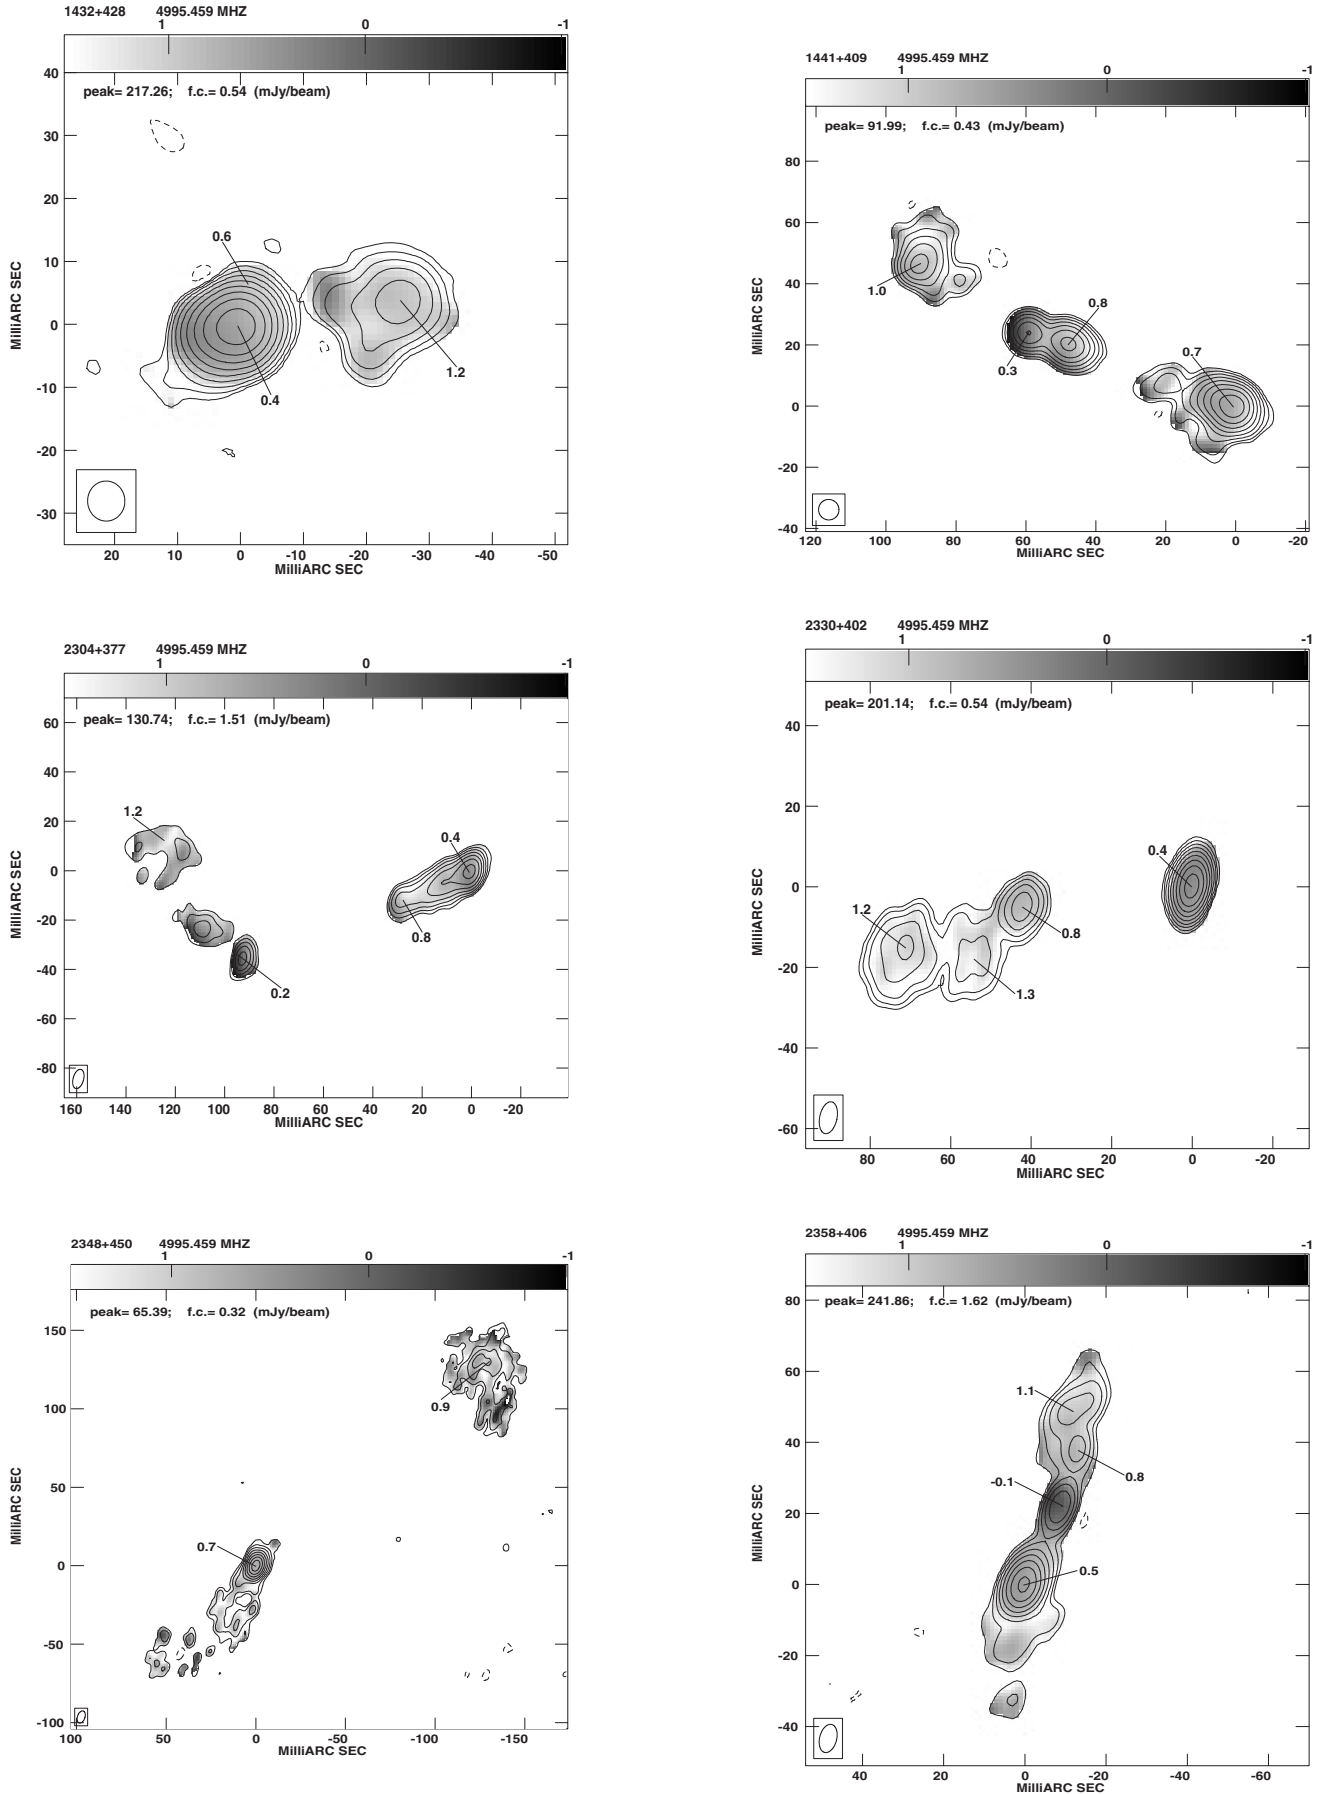 1432+428 4995.459 MHZ
1 0 -1
peak= 217.26; f.c.= 0.54 (mJy/beam)
40
30
20
10
0
-10
-20
-30
MilliARC SEC
0.6
0.4
1.2
20 10 0 -10 -20 -30 -40 -50
MilliARC SEC
1441+409 4995.459 MHZ
1 0 -1
peak= 91.99; f.c.= 0.43 (mJy/beam)
80
60
40
20
0
-20
-40
MilliARC SEC
1.0
0.8
0.3
0.7
120 100 80 60 40 20 0 -20
MilliARC SEC
2304+377 4995.459 MHZ
1 0 -1
peak= 130.74; f.c.= 1.51 (mJy/beam)
60
40
20
0
-20
-40
-60
-80
MilliARC SEC
1.2
0.4
0.8
0.2
160 140 120 100 80 60 40 20 0 -20
MilliARC SEC
2330+402 4995.459 MHZ
1 0 -1
peak= 201.14; f.c.= 0.54 (mJy/beam)
40
20
0
-20
-40
-60
MilliARC SEC
0.4
1.2
0.8
1.3
80 60 40 20 0 -20
MilliARC SEC
2348+450 4995.459 MHZ
1 0 -1
peak= 65.39; f.c.= 0.32 (mJy/beam)
150
100
50
0
-50
-100
MilliARC SEC
0.9
0.7
100 50 0 -50 -100 -150
MilliARC SEC
2358+406 4995.459 MHZ
1 0 -1
peak= 241.86; f.c.= 1.62 (mJy/beam)
80
60
40
20
0
-20
-40
MilliARC SEC
1.1
0.8
-0.1
0.5
40 20 0 -20 -40 -60
MilliARC SEC